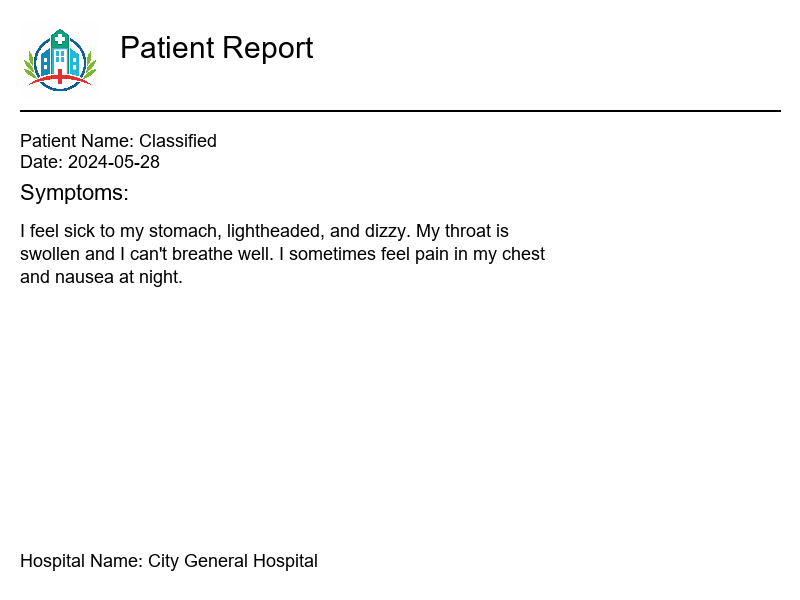 Patient Report
Patient Name: Classified
Date: 2024-05-28
Symptoms:
I feel sick to my stomach, lightheaded, and dizzy. My throat is
swollen and I can't breathe well. I sometimes feel pain in my chest
and nausea at night.
Hospital Name: City General Hospital